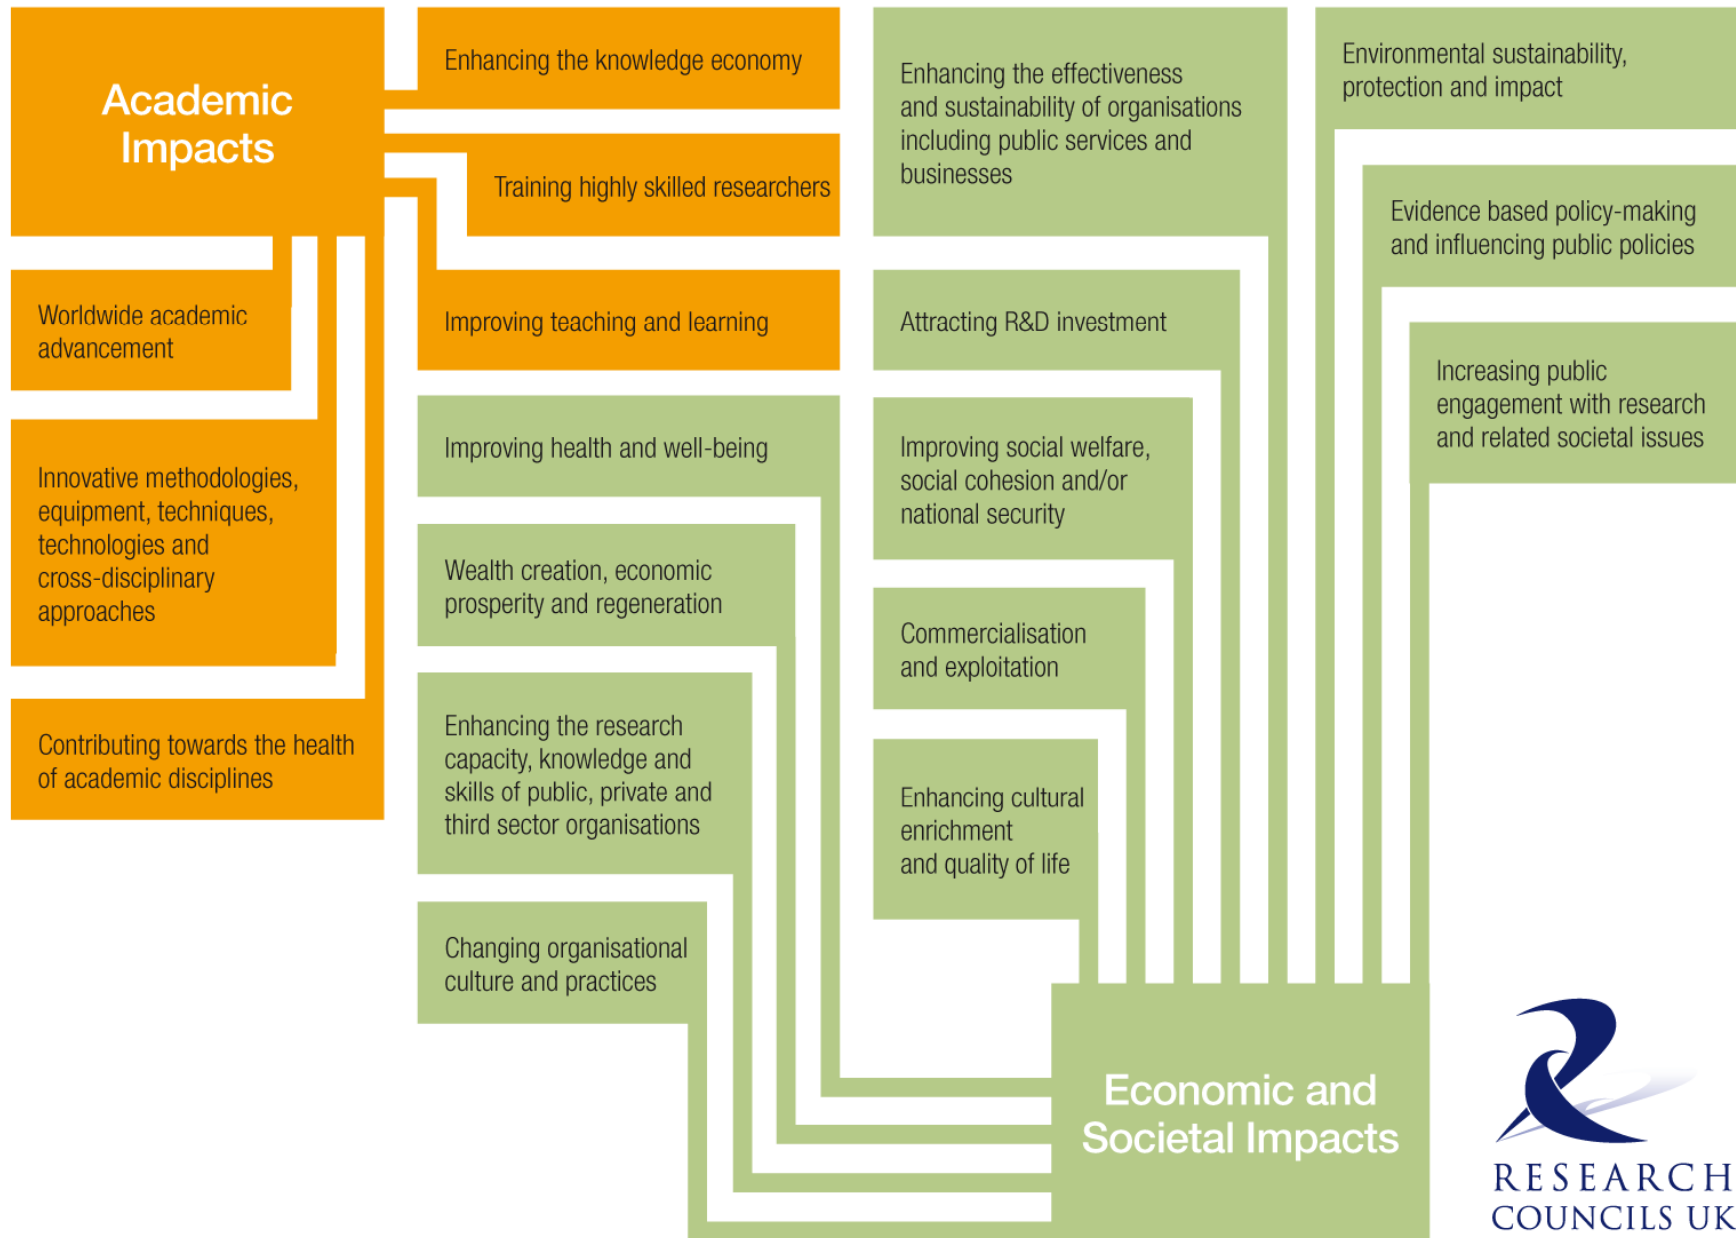 Academic
Impacts
Enhancing the knowledge economy
Training highly skilled researchers
Improving teaching and learning
Worldwide academic
advancement
Innovative methodologies,
equipment, techniques,
technologies and
cross-disciplinary
approaches
Contributing towards the health
of academic disciplines
Improving health and well-being
Wealth creation, economic
prosperity and regeneration
Enhancing the research
capacity, knowledge and
skills of public, private and
third sector organisations
Changing organisational
culture and practices
Enhancing the effectiveness
and sustainability of organisations
including public services and
businesses
Attracting R&D investment
Improving social welfare,
social cohesion and/or
national security
Commercialisation
and exploitation
Enhancing cultural
enrichment
and quality of life
Environmental sustainability,
protection and impact
Evidence based policy-making
and influencing public policies
Increasing public
engagement with research
and related societal issues
Economic and
Societal Impacts
RESEARCH
COUNCILS UK